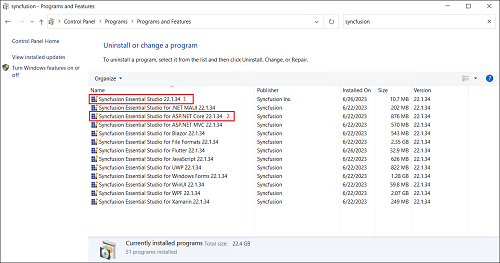 syncfusion - Programs and Features
Control Panel > Programs > Programs and Features
syncfusion
Control Panel Home
View installed updates
Turn Windows features on or off
Uninstall or change a program
To uninstall a program, select it from the list and then click Uninstall, Change, or Repair.
Organize
Name Publisher Installed On Size Version
Syncfusion Essential Studio 22.1.34 1 Syncfusion Inc. 6/26/2023 10.7 MB 22.1.34
Syncfusion Essential Studio for .NET MAUI 22.1.34 Syncfusion 6/22/2023 202 MB 22.1.34
Syncfusion Essential Studio for ASP.NET Core 22.1.34 2 Syncfusion 6/22/2023 876 MB 22.1.34
Syncfusion Essential Studio for ASP.NET MVC 22.1.34 Syncfusion 6/22/2023 570 MB 22.1.34
Syncfusion Essential Studio for Blazor 22.1.34 Syncfusion 6/22/2023 543 MB 22.1.34
Syncfusion Essential Studio for File Formats 22.1.34 Syncfusion 6/22/2023 2.35 GB 22.1.34
Syncfusion Essential Studio for Flutter 22.1.34 Syncfusion 6/22/2023 32.9 MB 22.1.34
Syncfusion Essential Studio for JavaScript 22.1.34 Syncfusion 6/22/2023 626 MB 22.1.34
Syncfusion Essential Studio for UWP 22.1.34 Syncfusion 6/22/2023 822 MB 22.1.34
Syncfusion Essential Studio for Windows Forms 22.1.34 Syncfusion 6/22/2023 1.28 GB 22.1.34
Syncfusion Essential Studio for WinUI 22.1.34 Syncfusion 6/22/2023 59.8 MB 22.1.34
Syncfusion Essential Studio for WPF 22.1.34 Syncfusion 6/22/2023 2.07 GB 22.1.34
Syncfusion Essential Studio for Xamarin 22.1.34 Syncfusion 6/22/2023 249 MB 22.1.34
Currently installed programs Total size: 22.4 GB
51 programs installed